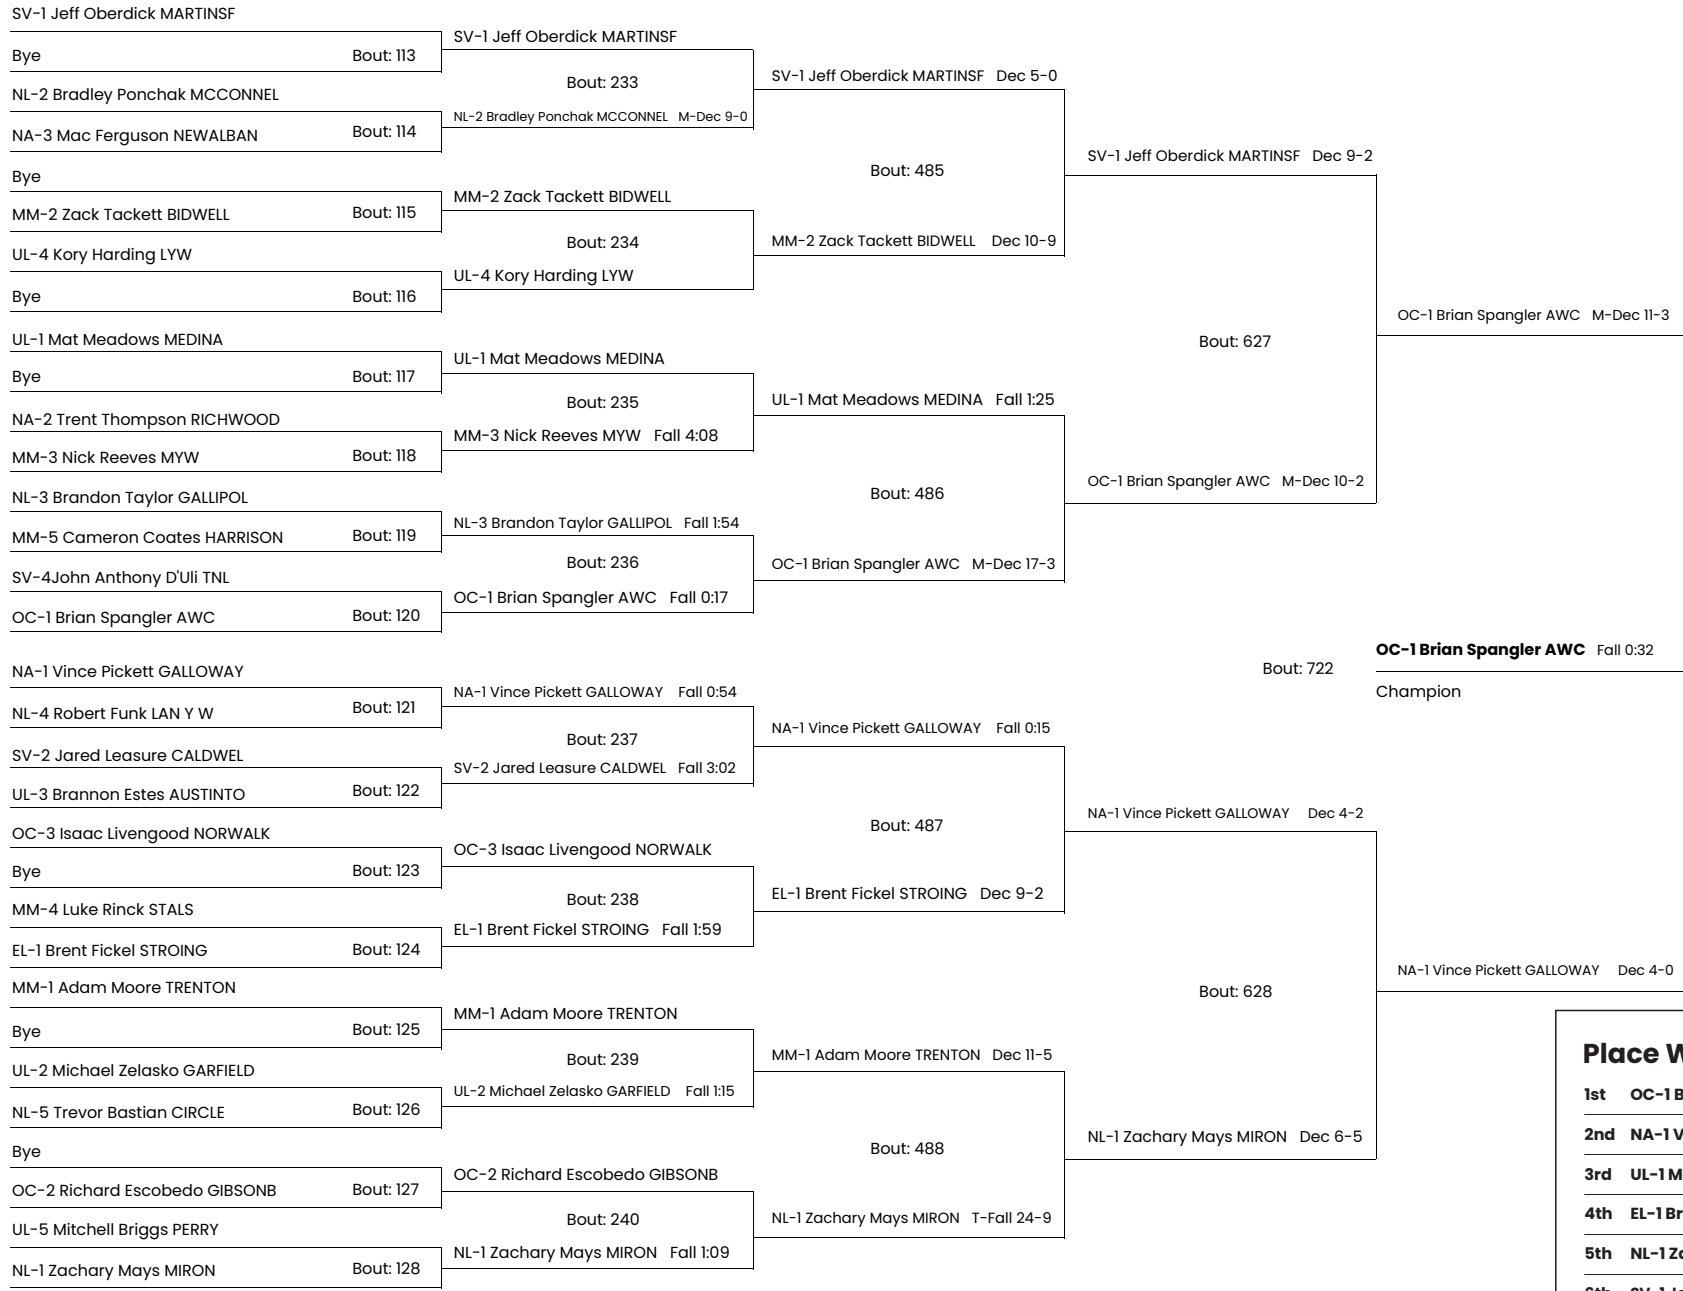 SV-1 Jeff Oberdick MARTINSF
Bye
Bout: 113
NL-2 Bradley Ponchak MCCONNEL
NA-3 Mac Ferguson NEWALBAN
Bout: 114
Bye
MM-2 Zack Tackett BIDWELL
Bout: 115
UL-4 Kory Harding LYW
Bye
Bout: 116
UL-1 Mat Meadows MEDINA
Bye
Bout: 117
NA-2 Trent Thompson RICHWOOD
MM-3 Nick Reeves MYW
Bout: 118
NL-3 Brandon Taylor GALLIPOL
MM-5 Cameron Coates HARRISON
Bout: 119
SV-4John Anthony D'Uli TNL
OC-1 Brian Spangler AWC
Bout: 120
NA-1 Vince Pickett GALLOWAY
NL-4 Robert Funk LAN Y W
Bout: 121
SV-2 Jared Leasure CALDWEL
UL-3 Brannon Estes AUSTINTO
Bout: 122
OC-3 Isaac Livengood NORWALK
Bye
Bout: 123
MM-4 Luke Rinck STALS
EL-1 Brent Fickel STROING
Bout: 124
MM-1 Adam Moore TRENTON
Bye
Bout: 125
UL-2 Michael Zelasko GARFIELD
NL-5 Trevor Bastian CIRCLE
Bout: 126
Bye
OC-2 Richard Escobedo GIBSONB
Bout: 127
UL-5 Mitchell Briggs PERRY
NL-1 Zachary Mays MIRON
Bout: 128
SV-1 Jeff Oberdick MARTINSF
Bout: 233
NL-2 Bradley Ponchak MCCONNEL M-Dec 9-0
MM-2 Zack Tackett BIDWELL
Bout: 234
UL-4 Kory Harding LYW
UL-1 Mat Meadows MEDINA
Bout: 235
MM-3 Nick Reeves MYW Fall 4:08
NL-3 Brandon Taylor GALLIPOL Fall 1:54
Bout: 236
OC-1 Brian Spangler AWC Fall 0:17
NA-1 Vince Pickett GALLOWAY Fall 0:54
Bout: 237
SV-2 Jared Leasure CALDWEL Fall 3:02
OC-3 Isaac Livengood NORWALK
Bout: 238
EL-1 Brent Fickel STROING Fall 1:59
MM-1 Adam Moore TRENTON
Bout: 239
UL-2 Michael Zelasko GARFIELD Fall 1:15
OC-2 Richard Escobedo GIBSONB
Bout: 240
NL-1 Zachary Mays MIRON Fall 1:09
SV-1 Jeff Oberdick MARTINSF Dec 5-0
Bout: 485
MM-2 Zack Tackett BIDWELL Dec 10-9
UL-1 Mat Meadows MEDINA Fall 1:25
Bout: 486
OC-1 Brian Spangler AWC M-Dec 17-3
NA-1 Vince Pickett GALLOWAY Fall 0:15
Bout: 487
EL-1 Brent Fickel STROING Dec 9-2
MM-1 Adam Moore TRENTON Dec 11-5
Bout: 488
NL-1 Zachary Mays MIRON T-Fall 24-9
SV-1 Jeff Oberdick MARTINSF Dec 9-2
Bout: 627
OC-1 Brian Spangler AWC M-Dec 10-2
NA-1 Vince Pickett GALLOWAY Dec 4-2
Bout: 628
NL-1 Zachary Mays MIRON Dec 6-5
OC-1 Brian Spangler AWC M-Dec 11-3
Bout: 722
OC-1 Brian Spangler AWC Fall 0:32
Champion
NA-1 Vince Pickett GALLOWAY Dec 4-0
Place W
1st OC-1 B
2nd NA-1 V
3rd UL-1 M
4th EL-1 Br
5th NL-1 Za